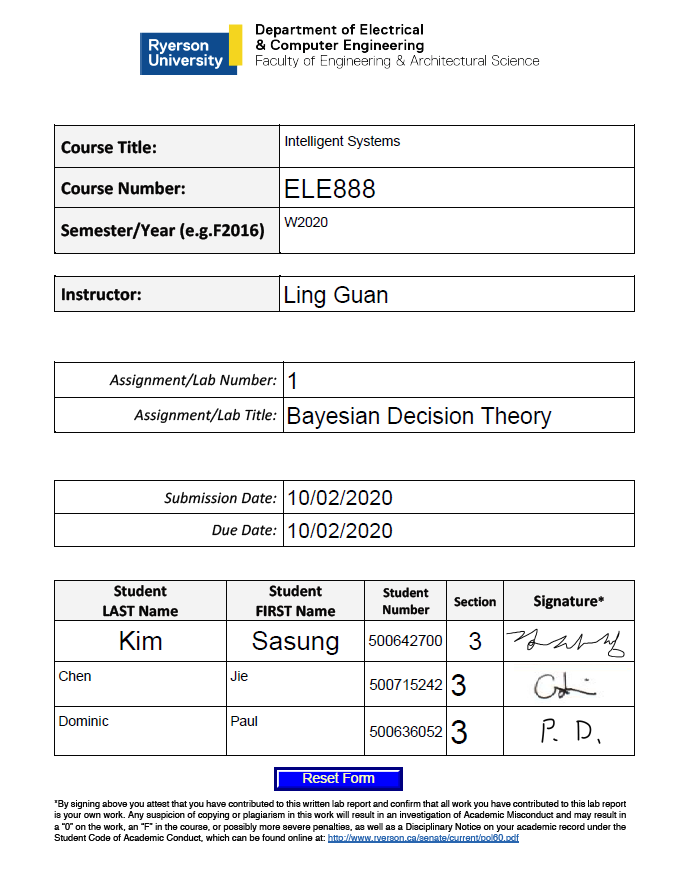 Ryerson
University
Department of Electrical
& Computer Engineering
Faculty of Engineering & Architectural Science
Course Title: Intelligent Systems
Course Number: ELE888
Semester/Year (e.g.F2016) W2020
Instructor: Ling Guan
Assignment/Lab Number: 1
Assignment/Lab Title: Bayesian Decision Theory
Submission Date: 10/02/2020
Due Date: 10/02/2020
Student LAST Name Student FIRST Name Student Number Section Signature*
Kim Sasung 500642700 3
Chen Jie 500715242 3
Dominic Paul 500636052 3 P. D.
Reset Form
*By signing above you attest that you have contributed to this written lab report and confirm that all work you have contributed to this lab report
is your own work. Any suspicion of copying or plagiarism in this work will result in an investigation of Academic Misconduct and may result in
a "0" on the work, an "F" in the course, or possibly more severe penalties, as well as a Disciplinary Notice on your academic record under the
Student Code of Academic Conduct, which can be found online at: http://www.ryerson.ca/senate/current/pol60.pdf